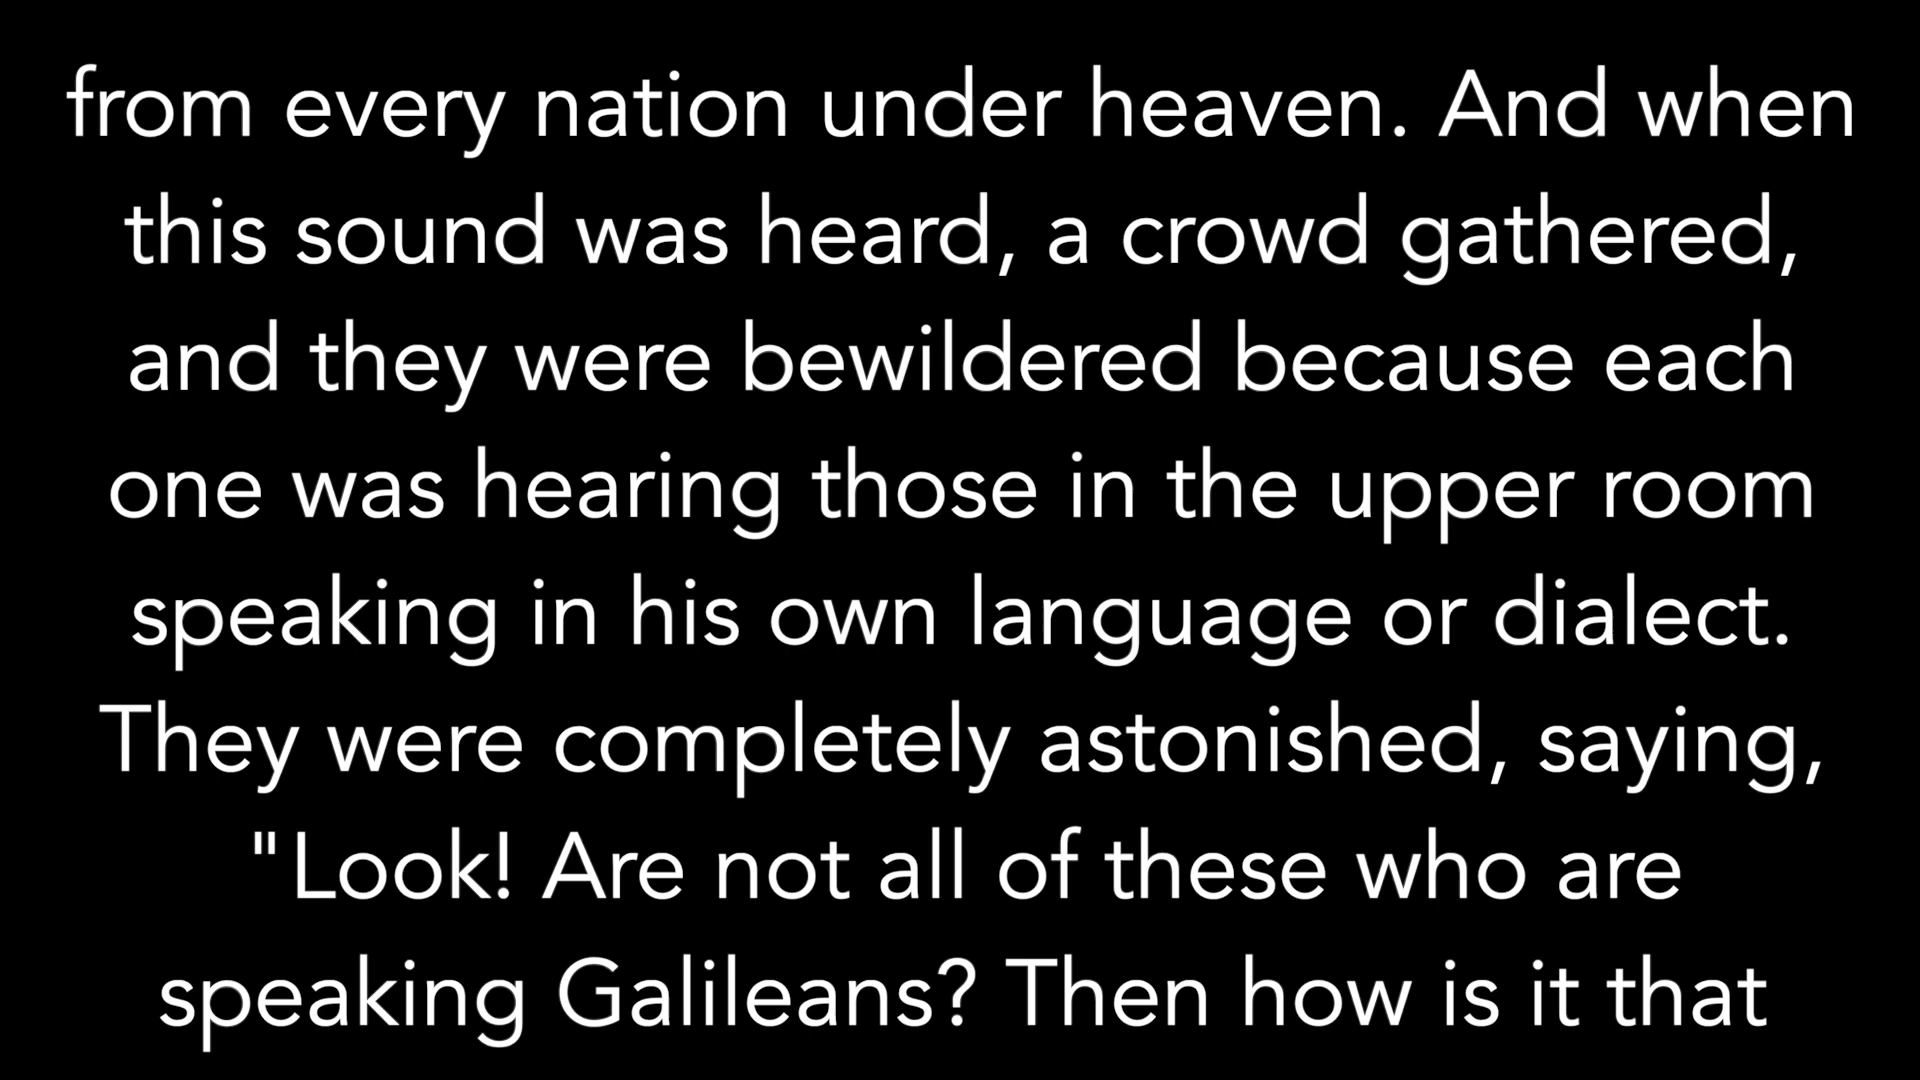 from every nation under heaven. And when
this sound was heard, a crowd gathered,
and they were bewildered because each
one was hearing those in the upper room
speaking in his own language or dialect.
They were completely astonished, saying,
"Look! Are not all of these who are
speaking Galileans? Then how is it that